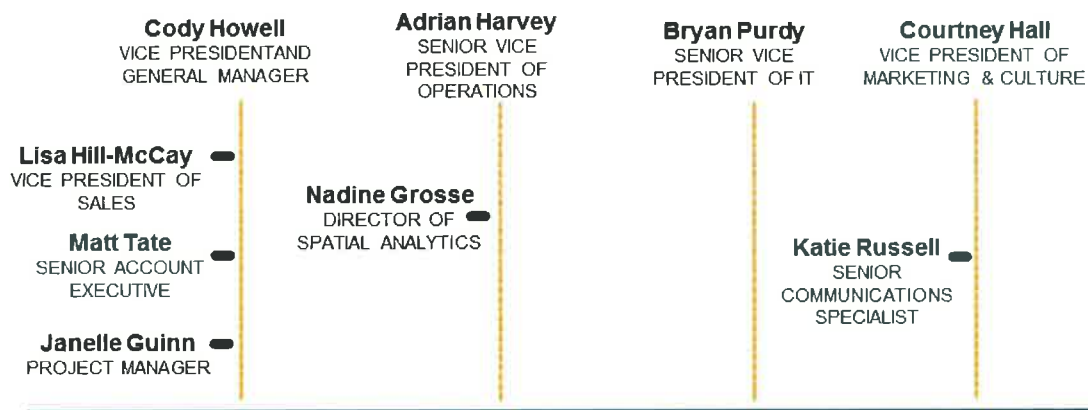 Cody Howell
VICE PRESIDENTAND
GENERAL MANAGER
Adrian Harvey
SENIOR VICE
PRESIDENT OF
OPERATIONS
Bryan Purdy
SENIOR VICE
PRESIDENT OF IT
Courtney Hall
VICE PRESIDENT OF
MARKETING & CULTURE
Lisa Hill-McCay
VICE PRESIDENT OF
SALES
Matt Tate
SENIOR ACCOUNT
EXECUTIVE
Janelle Guinn
PROJECT MANAGER
Nadine Grosse
DIRECTOR OF
SPATIAL ANALYTICS
Katie Russell
SENIOR
COMMUNICATIONS
SPECIALIST